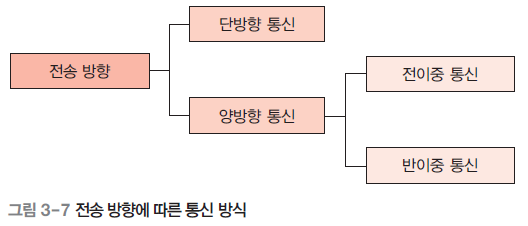 단방향 통신
전송 방향
전이중 통신
양방향 통신
반이중 통신
그림 3-7 전송 방향에 따른 통신 방식